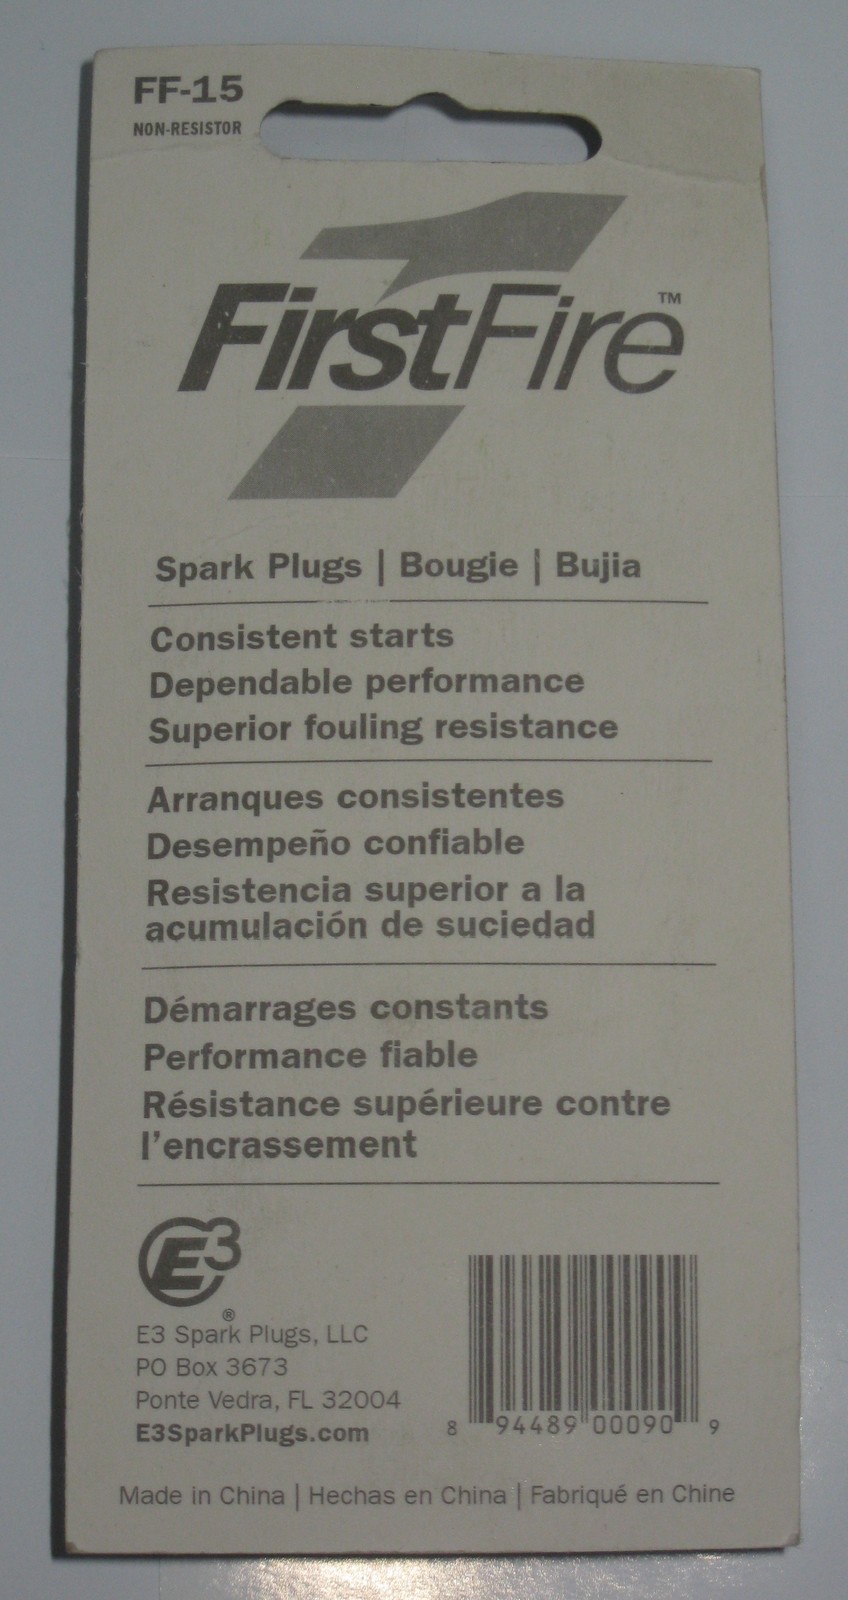 FF-15
NON-RESISTOR
FirstFire™
Spark Plugs | Bougie | Bujia
Consistent starts
Dependable performance
Superior fouling resistance
Arranques consistentes
Desempeño confiable
Resistencia superior a la
acumulación de suciedad
Démarrages constants
Performance fiable
Résistance supérieure contre
l'encrassement
E3®
E3 Spark Plugs, LLC
PO Box 3673
Ponte Vedra, FL 32004
E3SparkPlugs.com
8 94489 00090 9
Made in China | Hechas en China | Fabriqué en Chine